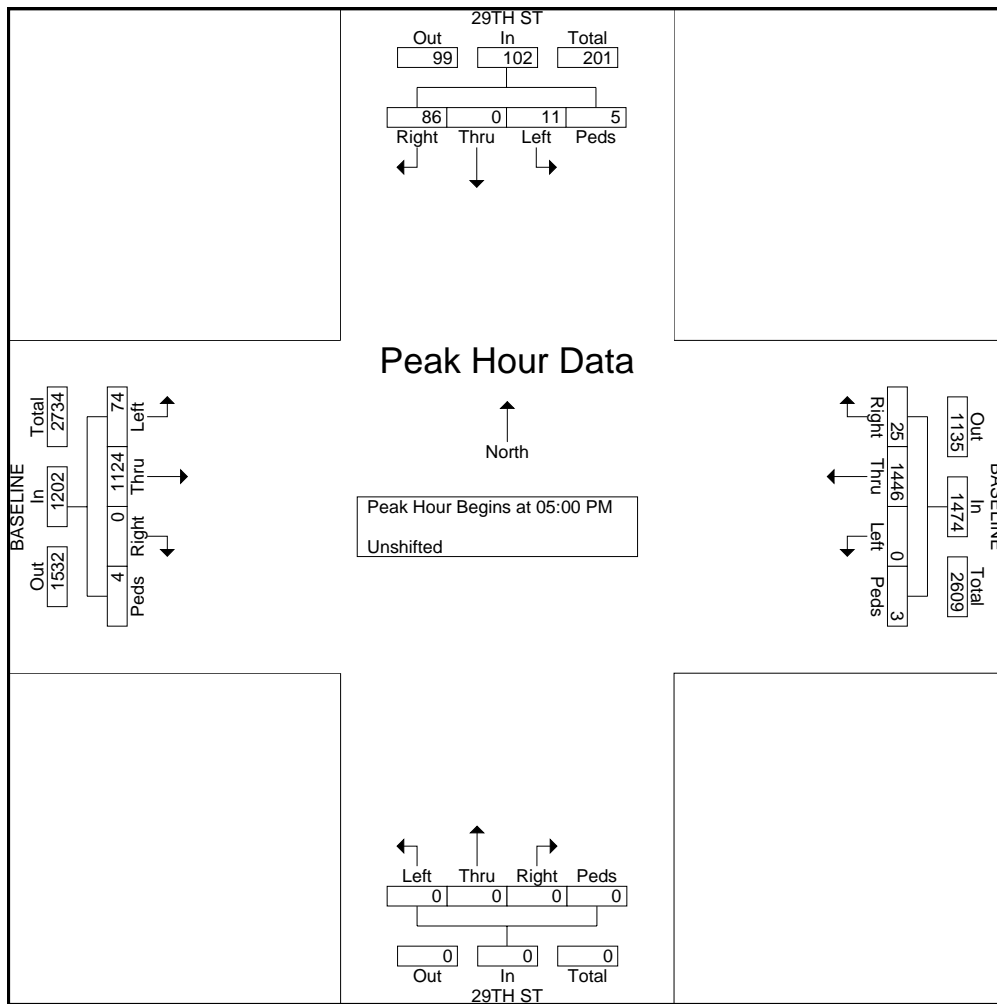 29TH ST
Out In Total
99 102 201
86 0 11 5
Right Thru Left Peds
Peak Hour Data
North
Peak Hour Begins at 05:00 PM
Unshifted
BASELINE
Out In Total
1532 1202 2734
74 1124 0 4
Left Thru Right Peds
BASELINE
Out In Total
1135 1474 2609
25 1446 0 3
Right Thru Left Peds
Left Thru Right Peds
0 0 0 0
0 0 0
Out In Total
29TH ST